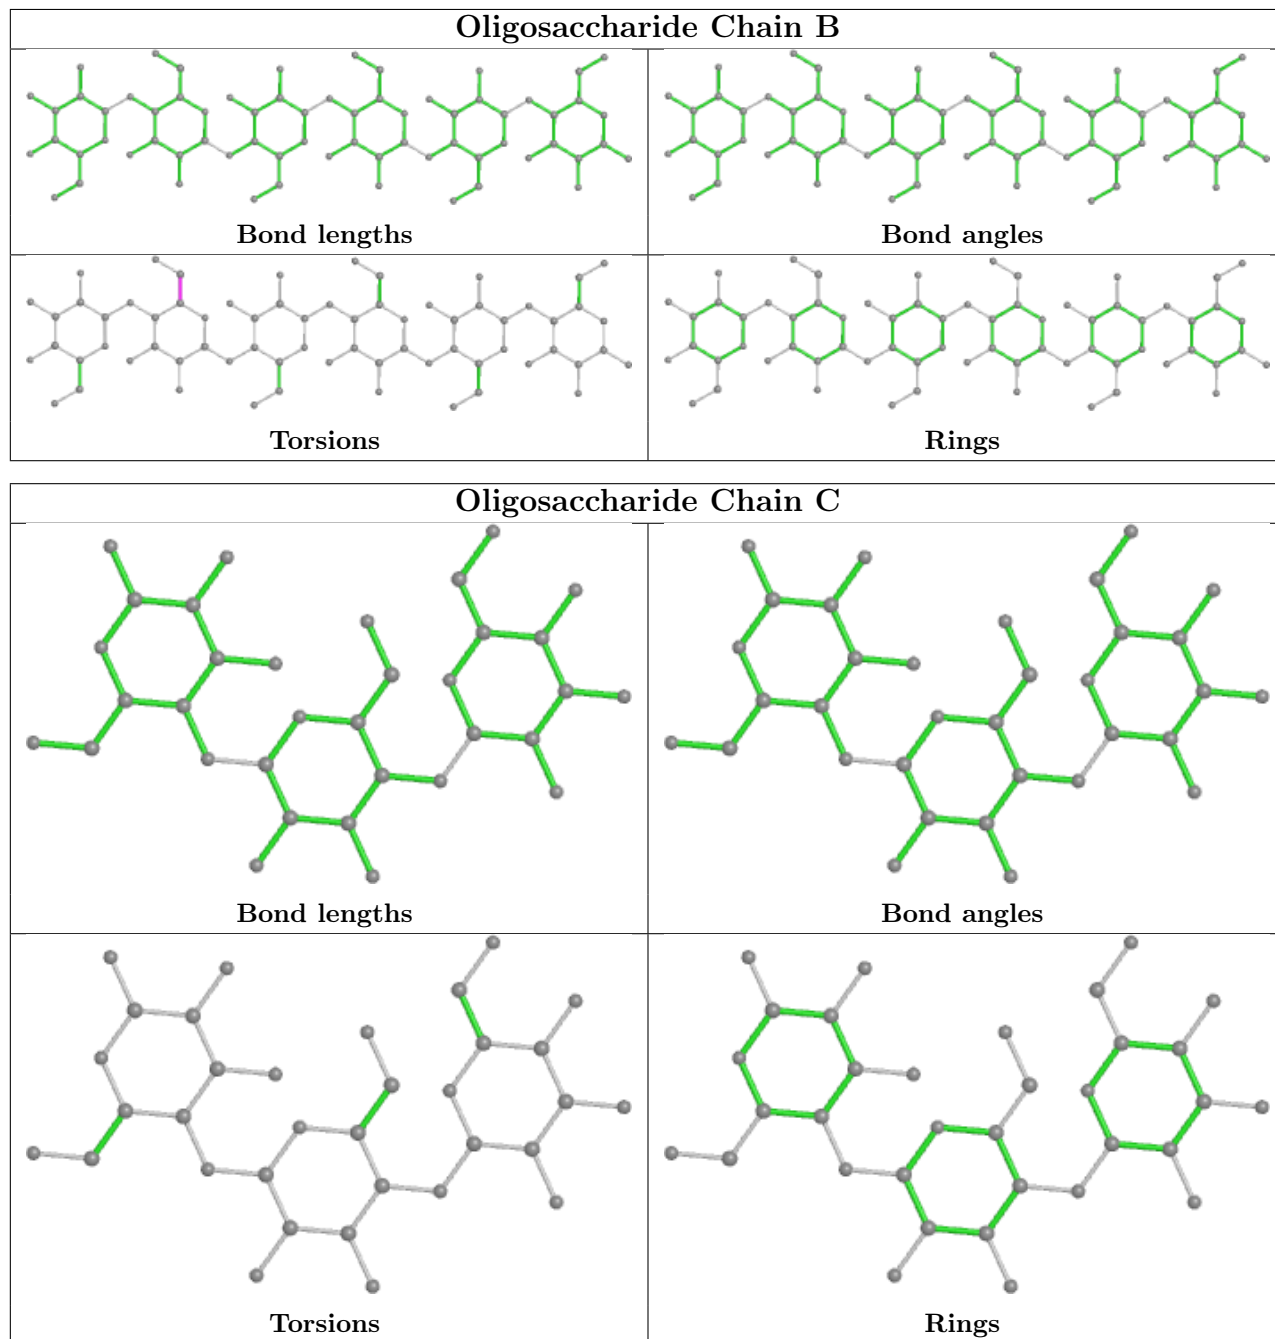 Oligosaccharide Chain B
Bond lengths
Bond angles
Torsions
Rings
Oligosaccharide Chain C
Bond lengths
Bond angles
Torsions
Rings